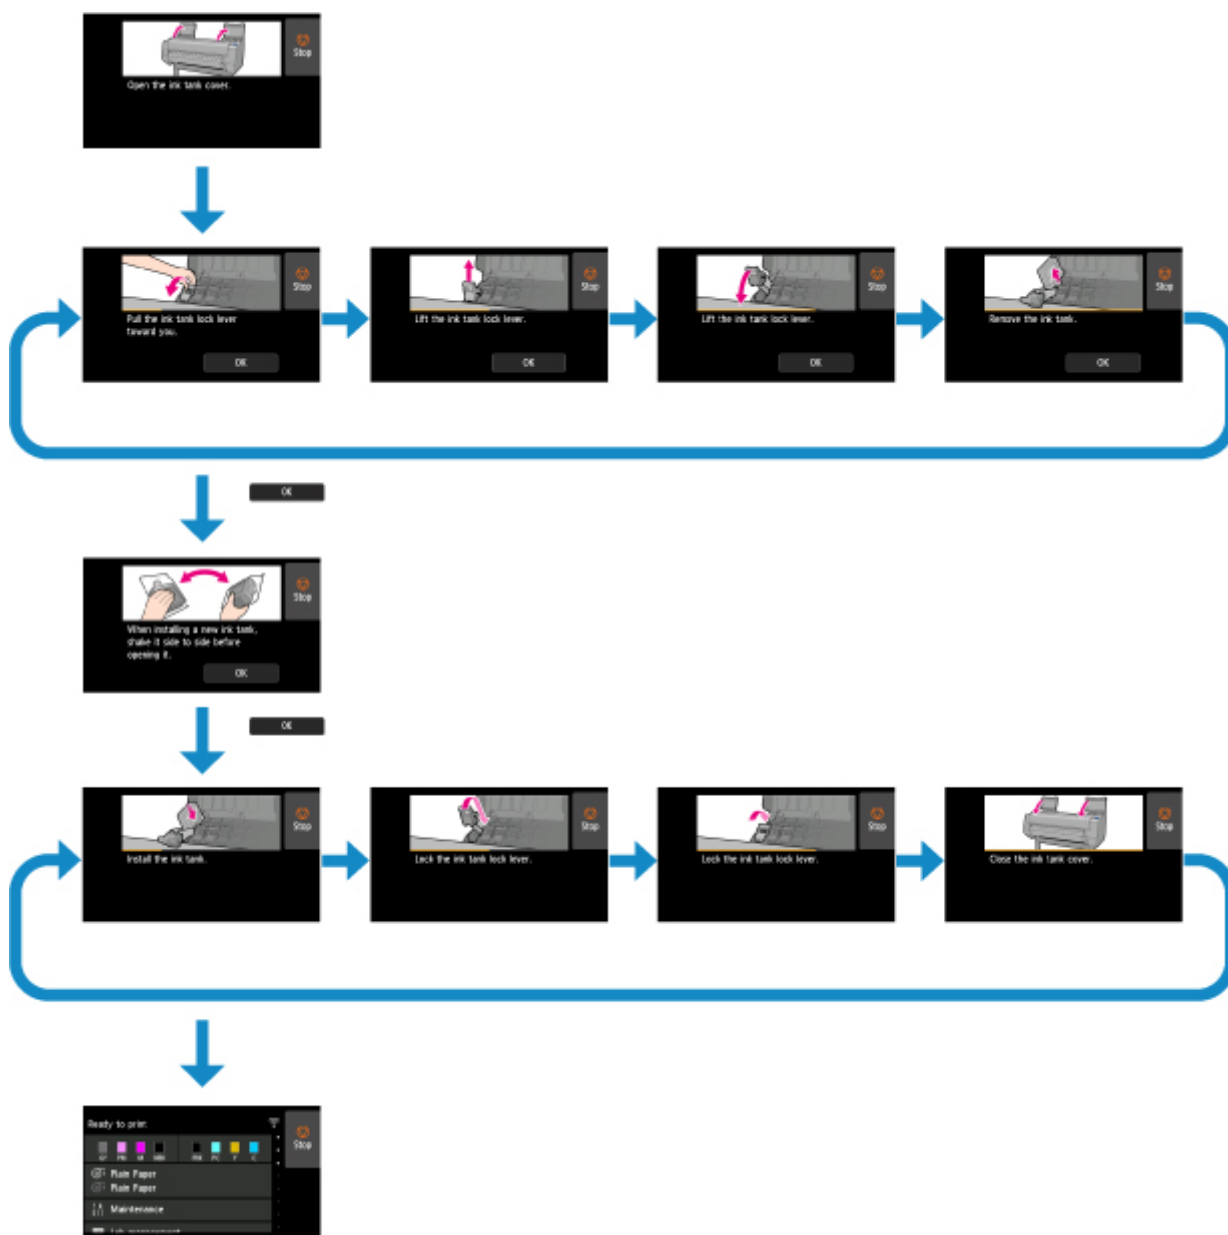 Stop
Open the ink tank cover.
Stop
Pull the ink tank lock lever
toward you.
OK
Stop
Lift the ink tank lock lever.
OK
Stop
Lift the ink tank lock lever.
OK
Stop
Remove the ink tank.
OK
OK
Stop
When installing a new ink tank,
shake it side to side before
opening it.
OK
OK
Stop
Install the ink tank.
Stop
Lock the ink tank lock lever.
Stop
Lock the ink tank lock lever.
Stop
Close the ink tank cover.
Ready to print
Stop
GY PM M MBK PC Y C
Plain Paper
Plain Paper
Maintenance